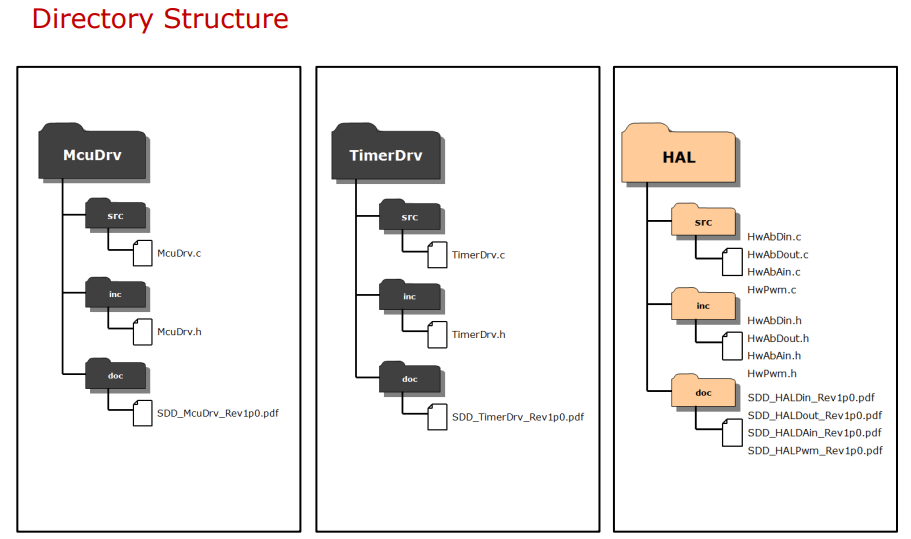 Directory Structure
McuDrv
src
McuDrv.c
inc
McuDrv.h
doc
SDD_McuDrv_Rev1p0.pdf
TimerDrv
src
TimerDrv.c
inc
TimerDrv.h
doc
SDD_TimerDrv_Rev1p0.pdf
HAL
src
HwAbDin.c
HwAbDout.c
HwAbAin.c
HwPwm.c
inc
HwAbDin.h
HwAbDout.h
HwAbAin.h
HwPwm.h
doc
SDD_HALDin_Rev1p0.pdf
SDD_HALDout_Rev1p0.pdf
SDD_HALDAin_Rev1p0.pdf
SDD_HALPwm_Rev1p0.pdf